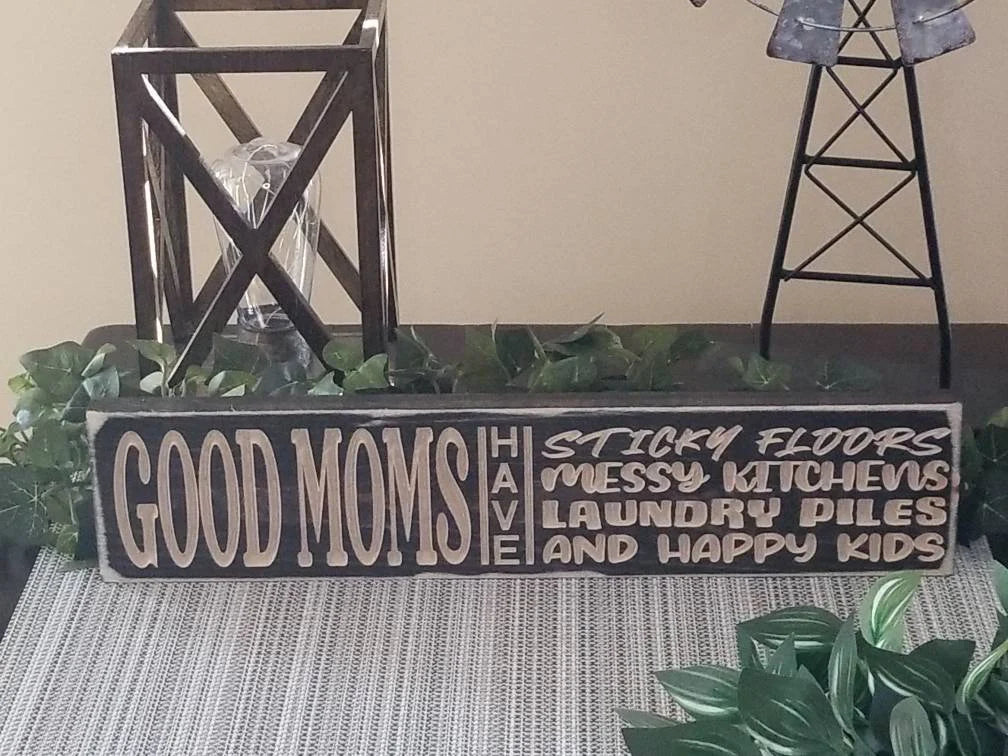 GOOD MOMS
HAVE
STICKY FLOORS
MESSY KITCHENS
LAUNDRY PILES
AND HAPPY KIDS